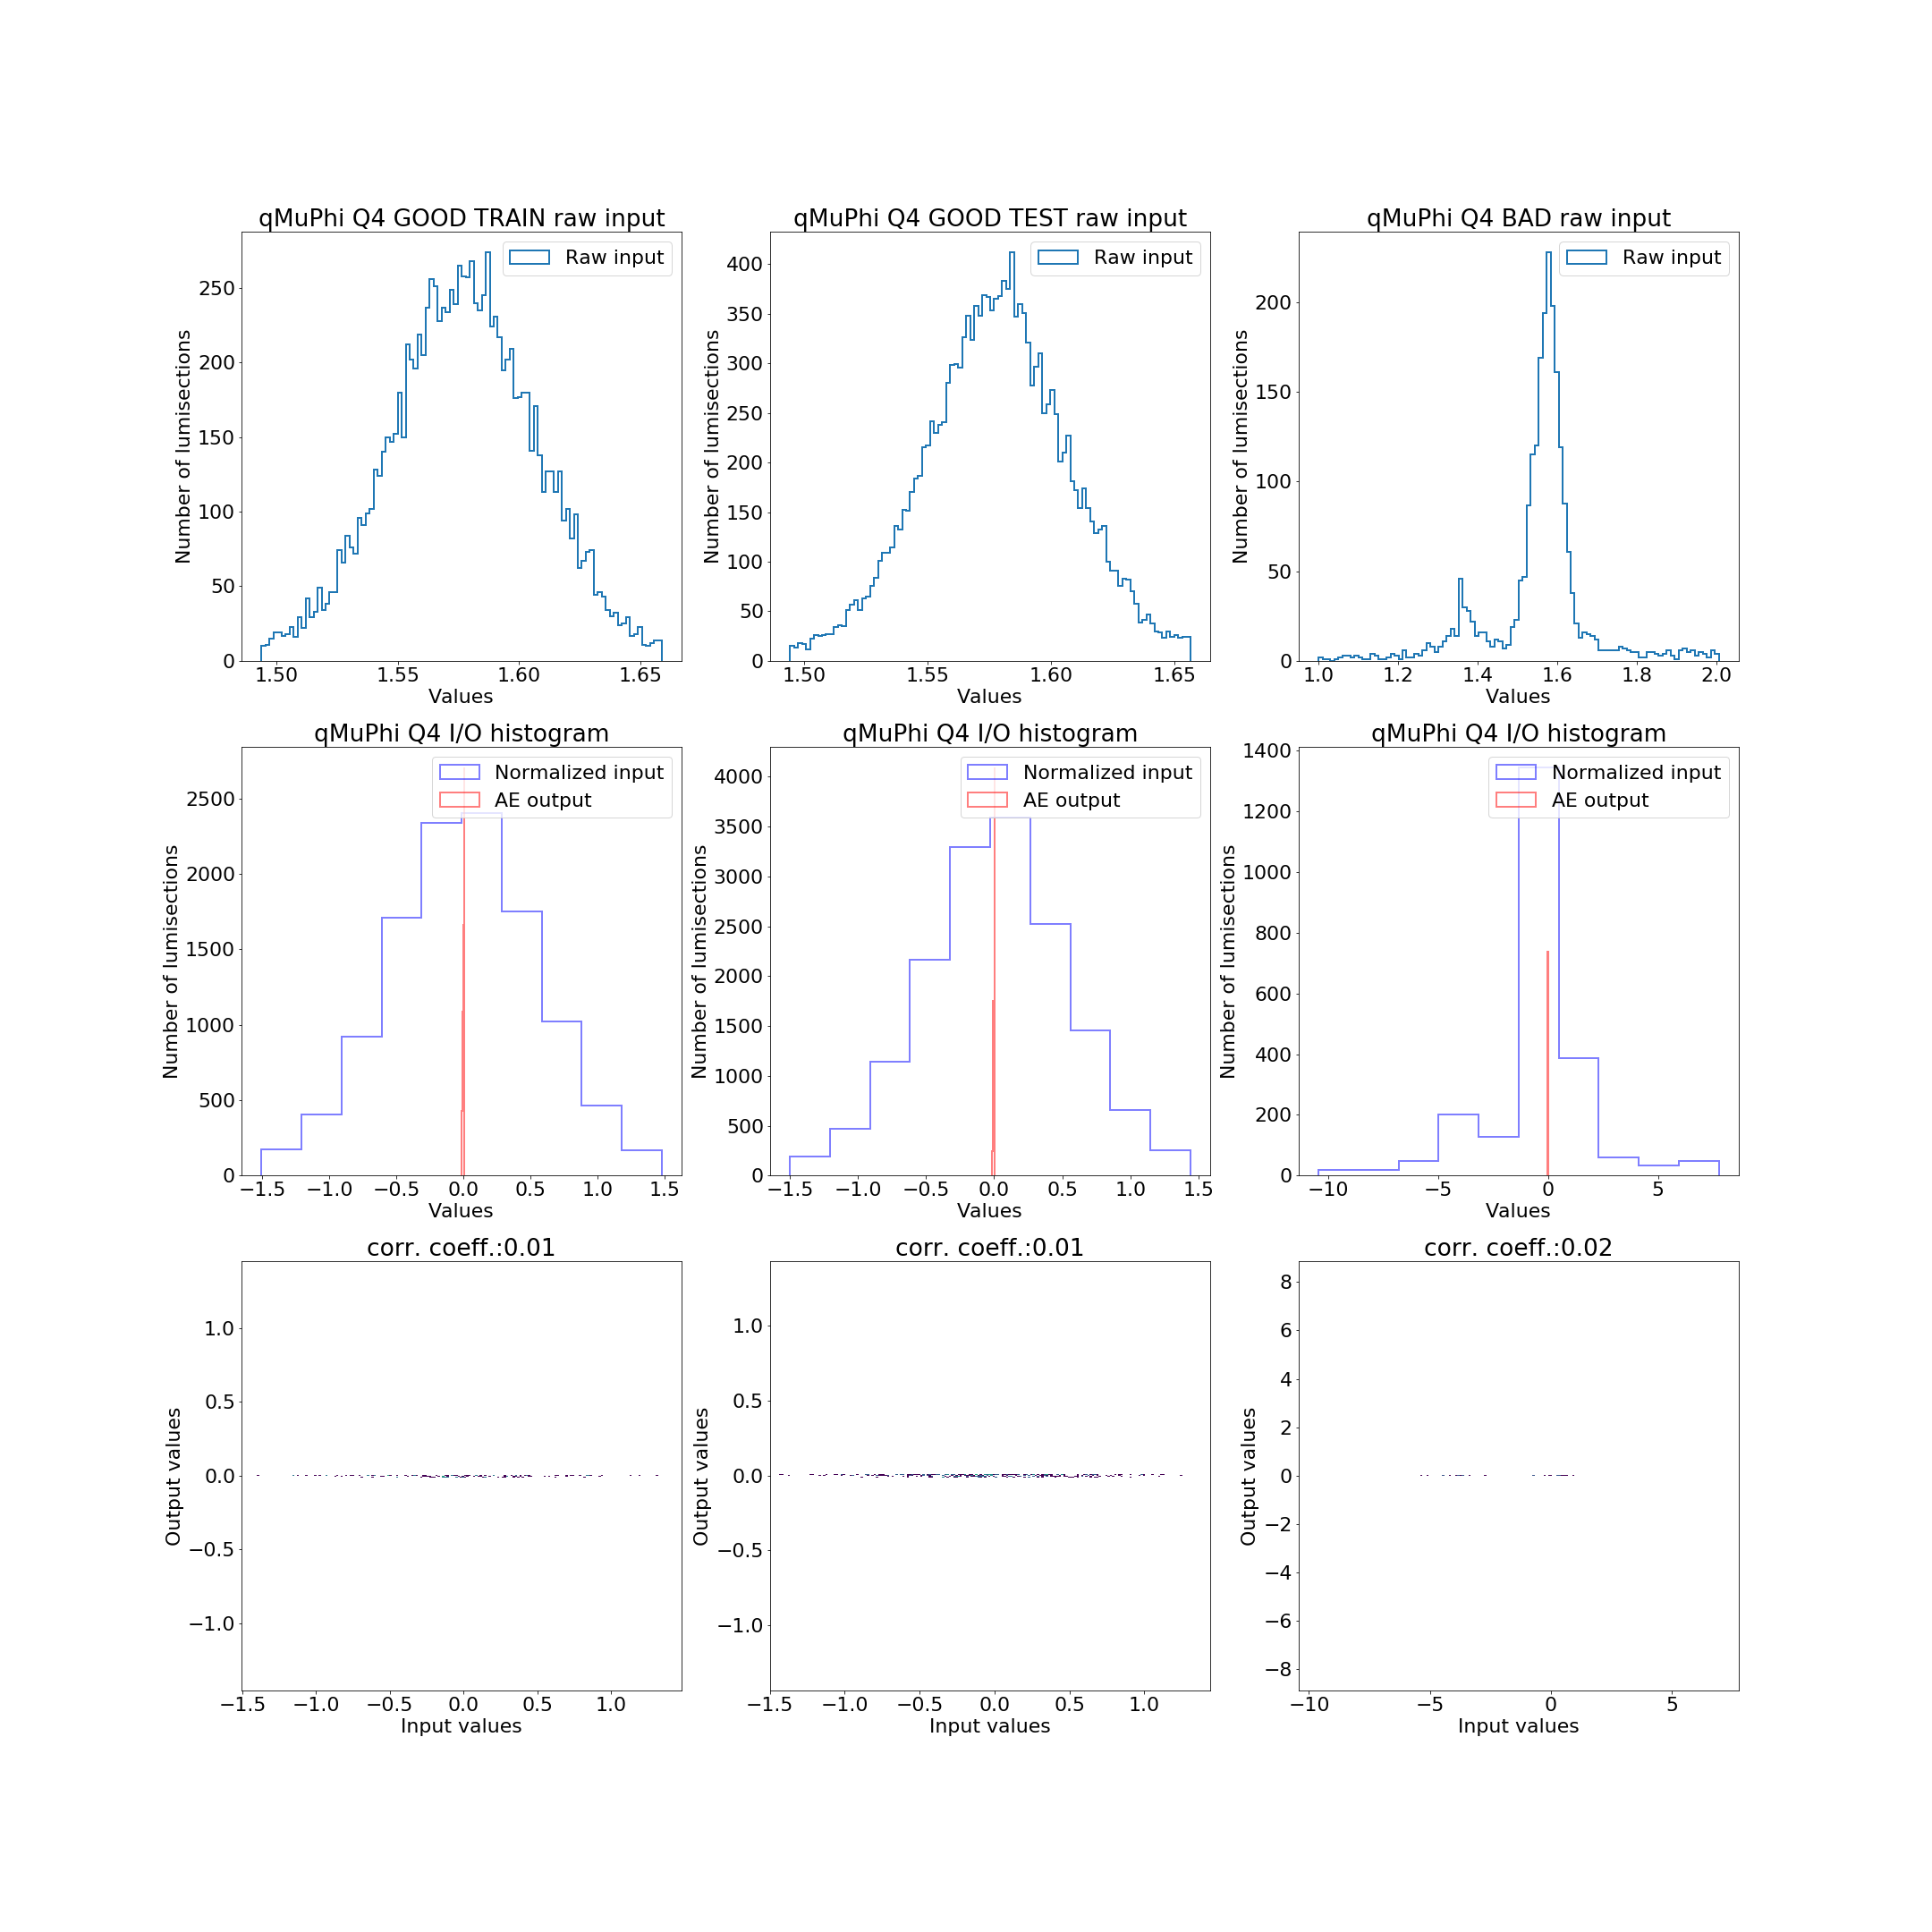 qMuPhi Q4 GOOD TRAIN raw input
Raw input
Number of lumisections
250
200
150
100
50
0
1.50 1.55 1.60 1.65
Values
qMuPhi Q4 GOOD TEST raw input
Raw input
Number of lumisections
400
350
300
250
200
150
100
50
0
1.50 1.55 1.60 1.65
Values
qMuPhi Q4 BAD raw input
Raw input
Number of lumisections
200
150
100
50
0
1.0 1.2 1.4 1.6 1.8 2.0
Values
qMuPhi Q4 I/O histogram
Normalized input
AE output
Number of lumisections
2500
2000
1500
1000
500
0
−1.5 −1.0 −0.5 0.0 0.5 1.0 1.5
Values
qMuPhi Q4 I/O histogram
Normalized input
AE output
Number of lumisections
4000
3500
3000
2500
2000
1500
1000
500
0
−1.5 −1.0 −0.5 0.0 0.5 1.0 1.5
Values
qMuPhi Q4 I/O histogram
Normalized input
AE output
Number of lumisections
1400
1200
1000
800
600
400
200
0
−10 −5 0 5
Values
corr. coeff.:0.01
Output values
1.0
0.5
0.0
−0.5
−1.0
−1.5 −1.0 −0.5 0.0 0.5 1.0
Input values
corr. coeff.:0.01
Output values
1.0
0.5
0.0
−0.5
−1.0
−1.5 −1.0 −0.5 0.0 0.5 1.0
Input values
corr. coeff.:0.02
Output values
8
6
4
2
0
−2
−4
−6
−8
−10 −5 0 5
Input values